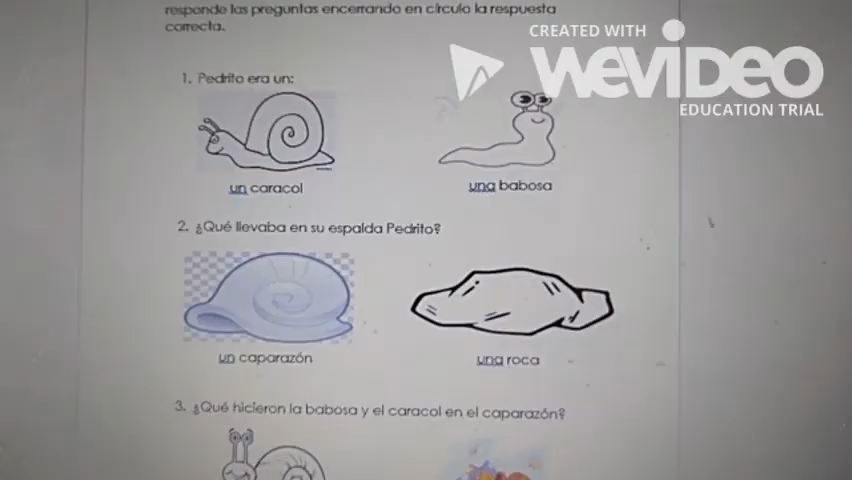 responde las preguntas encerrando en círculo la respuesta
correcta.
CREATED WITH
WEVIDEO
EDUCATION TRIAL
1. Pedrito era un:
un caracol
una babosa
2. ¿Qué llevaba en su espalda Pedrito?
un caparazón
una roca
3. ¿Qué hicieron la babosa y el caracol en el caparazón?